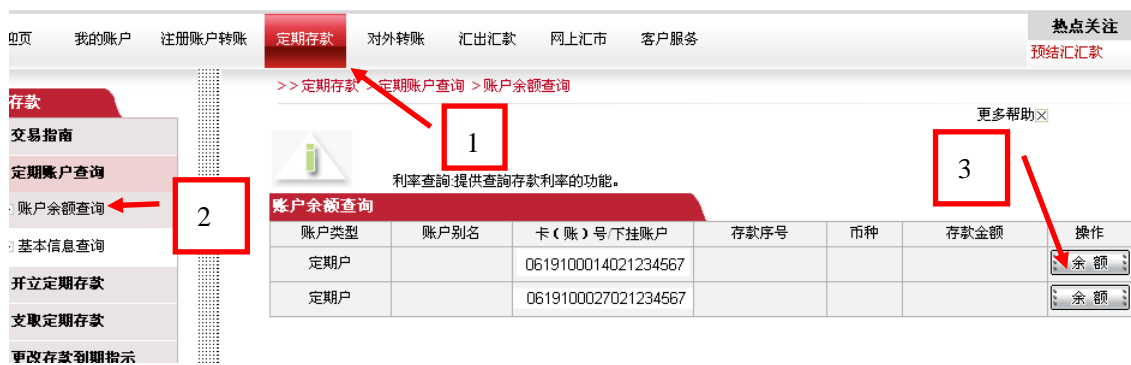 迎页 我的账户 注册账户转账 定期存款 对外转账 汇出汇款 网上汇市 客户服务 热点关注
预结汇汇款
>>定期存款 >定期账户查询 >账户余额查询
存款
更多帮助
交易指南
1
3
定期账户查询
利率查詢:提供查詢存款利率的功能。
账户余额查询
2
账户余额查询
账户类型 账户别名 卡(账)号/下挂账户 存款序号 币种 存款金额 操作
基本信息查询
定期户 0619100014021234567 余 额
开立定期存款
定期户 0619100027021234567 余 额
支取定期存款
更改存款到期指示